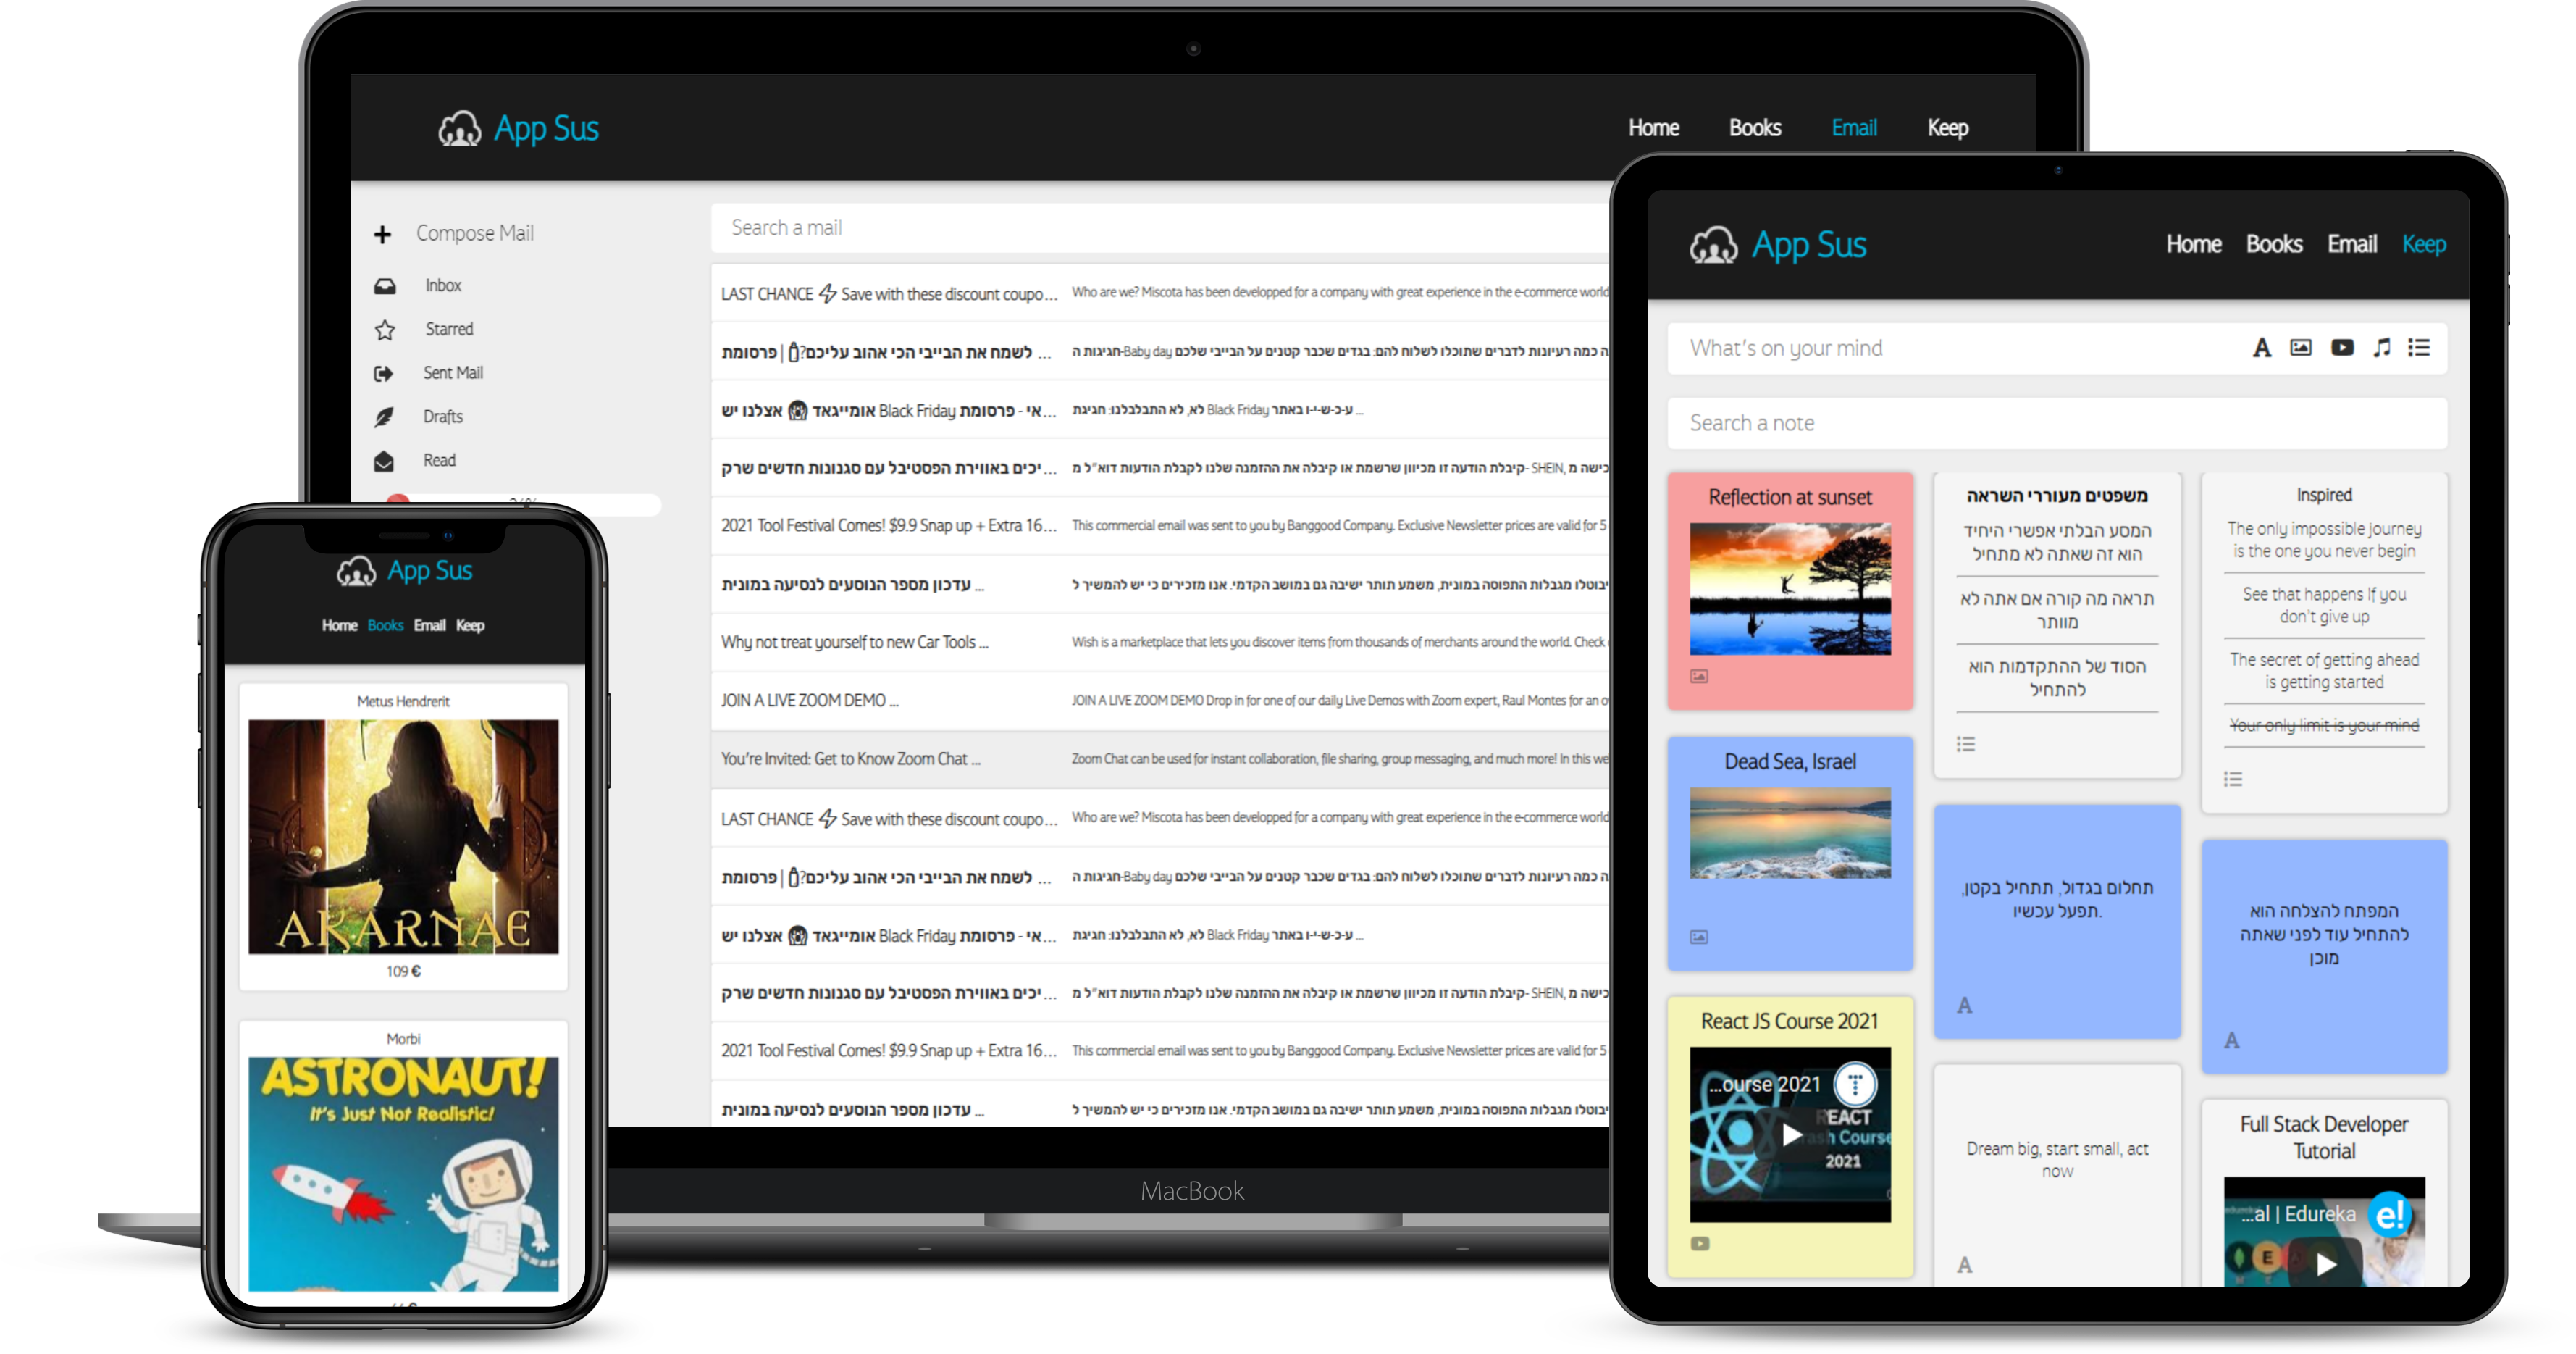 App Sus
Home Books Email Keep
Compose Mail
Search a mail
Inbox
Starred
Sent Mail
Drafts
Read
LAST CHANCE Save with these discount coupo... Who are we? Miscota has been developped for a company with great experience in the e-commerce world
פרסומת | לשמח את הבייבי הכי אהוב עליכם? ... חגיגות ה-Baby day ה כמה רעיונות לדברים שתוכלו לשלוח להם: בגדים שכבר קטנים על הבייבי שלכם
אומייגאד אצלנו יש Black Friday אי - פרסומת... ע-כ-ש-י-ו באתר Black Friday לא, לא התבלבלנו: חגיגת ...
יכים באווירת הפסטיבל עם סגנונות חדשים שרק... קיבלת הודעה זו מכיוון שרשמת או קיבלה את ההזמנה שלנו לקבלת הודעות דוא"ל מ- SHEIN, כישה מ
2021 Tool Festival Comes! $9.9 Snap up + Extra 16... This commercial email was sent to you by Banggood Company. Exclusive Newsletter prices are valid for 5
עדכון מספר הנוסעים לנסיעה במונית ... יבוטלו מגבלות התפוסה במונית, משמע תותר ישיבה גם במושב הקדמי. אנו מזכירים כי יש להמשיך ל
Why not treat yourself to new Car Tools ... Wish is a marketplace that lets you discover items from thousands of merchants around the world. Check
JOIN A LIVE ZOOM DEMO ... JOIN A LIVE ZOOM DEMO Drop in for one of our daily Live Demos with Zoom expert, Raul Montes for an o
You're Invited: Get to Know Zoom Chat ... Zoom Chat can be used for instant collaboration, file sharing, group messaging, and much more! In this we
LAST CHANCE Save with these discount coupo... Who are we? Miscota has been developped for a company with great experience in the e-commerce world
פרסומת | לשמח את הבייבי הכי אהוב עליכם? ... חגיגות ה-Baby day ה כמה רעיונות לדברים שתוכלו לשלוח להם: בגדים שכבר קטנים על הבייבי שלכם
אומייגאד אצלנו יש Black Friday אי - פרסומת... ע-כ-ש-י-ו באתר Black Friday לא, לא התבלבלנו: חגיגת ...
יכים באווירת הפסטיבל עם סגנונות חדשים שרק... קיבלת הודעה זו מכיוון שרשמת או קיבלה את ההזמנה שלנו לקבלת הודעות דוא"ל מ- SHEIN, כישה מ
2021 Tool Festival Comes! $9.9 Snap up + Extra 16... This commercial email was sent to you by Banggood Company. Exclusive Newsletter prices are valid for 5
עדכון מספר הנוסעים לנסיעה במונית ... יבוטלו מגבלות התפוסה במונית, משמע תותר ישיבה גם במושב הקדמי. אנו מזכירים כי יש להמשיך ל
MacBook
App Sus
Home Books Email Keep
Metus Hendrerit
AKARNAE
109 €
Morbi
ASTRONAUT!
It's Just Not Realistic!
App Sus
Home Books Email Keep
What's on your mind
Search a note
Reflection at sunset
Dead Sea, Israel
React JS Course 2021
...ourse 2021
REACT
Crash Course
2021
משפטים מעוררי השראה
המסע הבלתי אפשרי היחיד
הוא זה שאתה לא מתחיל
תראה מה קורה אם אתה לא
מוותר
הסוד של ההתקדמות הוא
להתחיל
תחלום בגדול, תתחיל בקטן,
תפעל עכשיו.
Dream big, start small, act
now
Inspired
The only impossible journey
is the one you never begin
See that happens If you
don't give up
The secret of getting ahead
is getting started
Your only limit is your mind
המפתח להצלחה הוא
להתחיל עוד לפני שאתה
מוכן
Full Stack Developer
Tutorial
...al | Edureka
e!
E